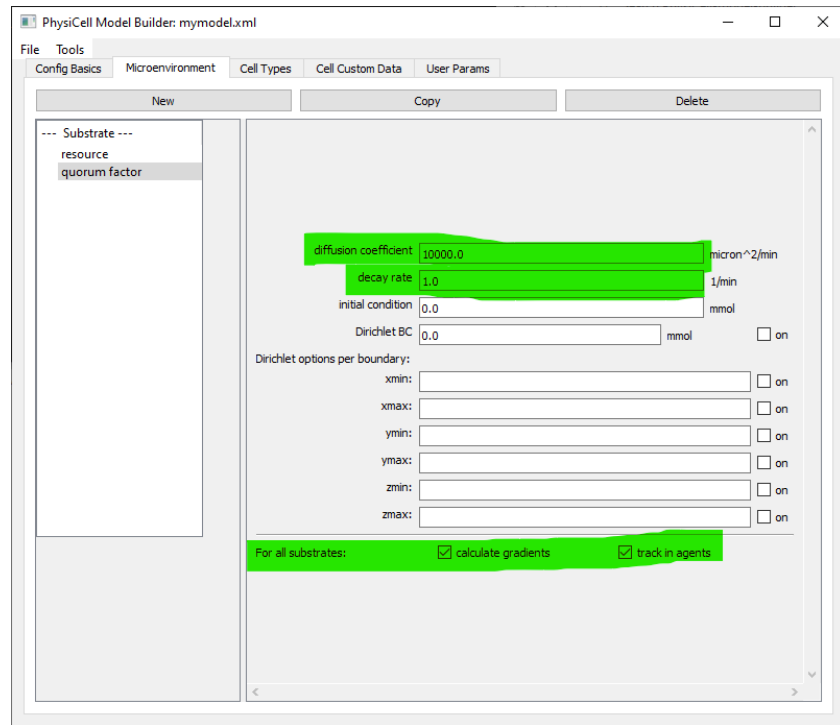 PhysiCell Model Builder: mymodel.xml
File Tools
Config Basics Microenvironment Cell Types Cell Custom Data User Params
New Copy Delete
--- Substrate ---
resource
quorum factor
diffusion coefficient 10000.0 micron^2/min
decay rate 1.0 1/min
initial condition 0.0 mmol
Dirichlet BC 0.0 mmol on
Dirichlet options per boundary:
xmin: on
xmax: on
ymin: on
ymax: on
zmin: on
zmax: on
For all substrates: calculate gradients track in agents